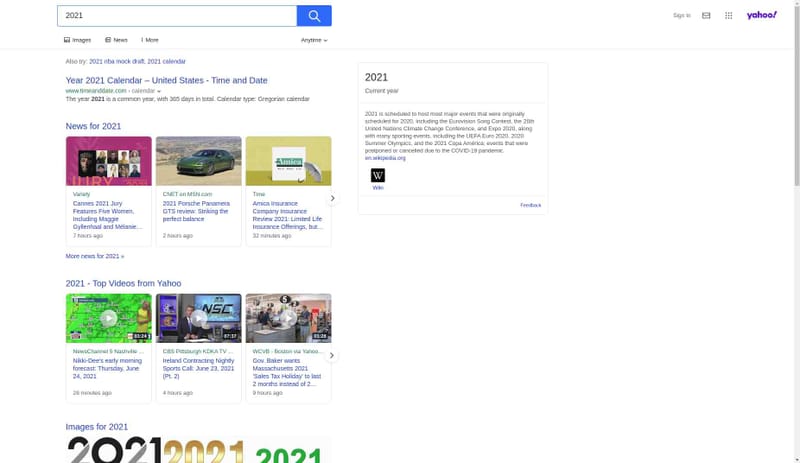 2021
Sign in
yahoo!
Images
News
More
Anytime
Also try: 2021 nba mock draft, 2021 calendar
Year 2021 Calendar – United States - Time and Date
www.timeanddate.com › calendar
The year 2021 is a common year, with 365 days in total. Calendar type: Gregorian calendar
News for 2021
JURY
Variety
Cannes 2021 Jury
Features Five Women,
Including Maggie
Gyllenhaal and Mélanie...
7 hours ago
CNET on MSN.com
2021 Porsche Panamera
GTS review: Striking the
perfect balance
2 hours ago
Amica
Time
Amica Insurance
Company Insurance
Review 2021: Limited Life
Insurance Offerings, but...
32 minutes ago
More news for 2021 »
2021 - Top Videos from Yahoo
03:24
NewsChannel 5 Nashville ...
Nikki-Dee's early morning
forecast: Thursday, June
24, 2021
28 minutes ago
NSC
07:37
CBS Pittsburgh KDKA TV ...
Ireland Contracting Nightly
Sports Call: June 23, 2021
(Pt. 2)
4 hours ago
5
WCVB - Boston via Yahoo...
Gov. Baker wants
Massachusetts 2021
'Sales Tax Holiday' to last
2 months instead of 2...
9 hours ago
Images for 2021
2021
2021
2021
2021
Current year
2021 is scheduled to host most major events that were originally
scheduled for 2020, including the Eurovision Song Contest, the 26th
United Nations Climate Change Conference, and Expo 2020, along
with many sporting events, including the UEFA Euro 2020, 2020
Summer Olympics, and the 2021 Copa América; events that were
postponed or canceled due to the COVID-19 pandemic.
en.wikipedia.org
W
Wiki
Feedback